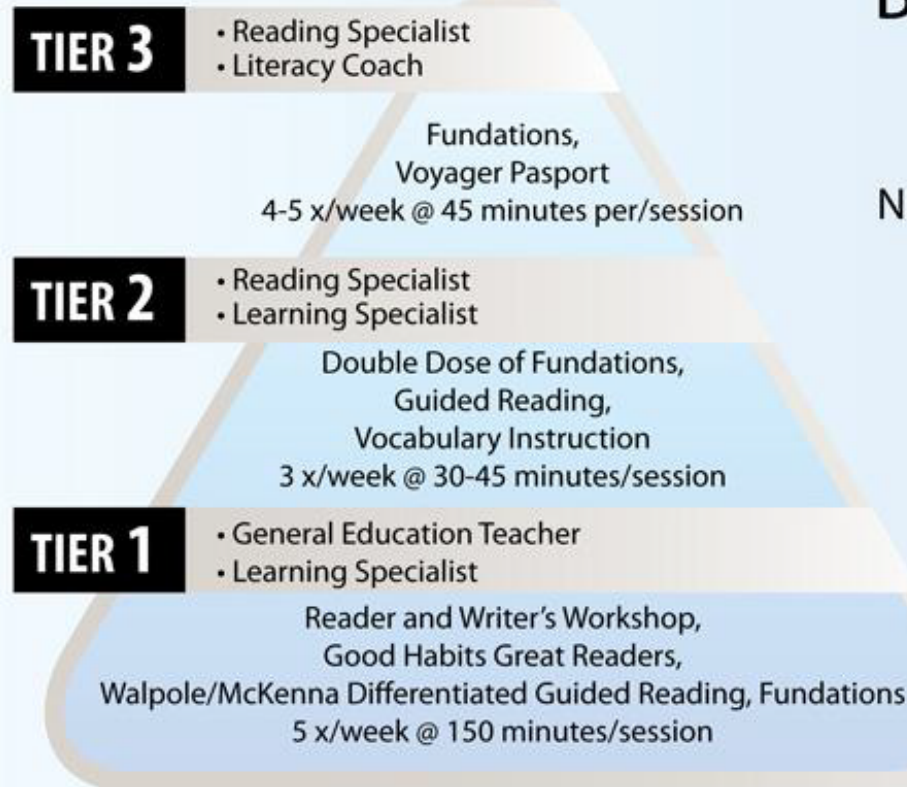 TIER 3
• Reading Specialist
• Literacy Coach
Fundations,
Voyager Pasport
4-5 x/week @ 45 minutes per/session
TIER 2
• Reading Specialist
• Learning Specialist
Double Dose of Fundations,
Guided Reading,
Vocabulary Instruction
3 x/week @ 30-45 minutes/session
TIER 1
• General Education Teacher
• Learning Specialist
Reader and Writer's Workshop,
Good Habits Great Readers,
Walpole/McKenna Differentiated Guided Reading, Fundations
5 x/week @ 150 minutes/session